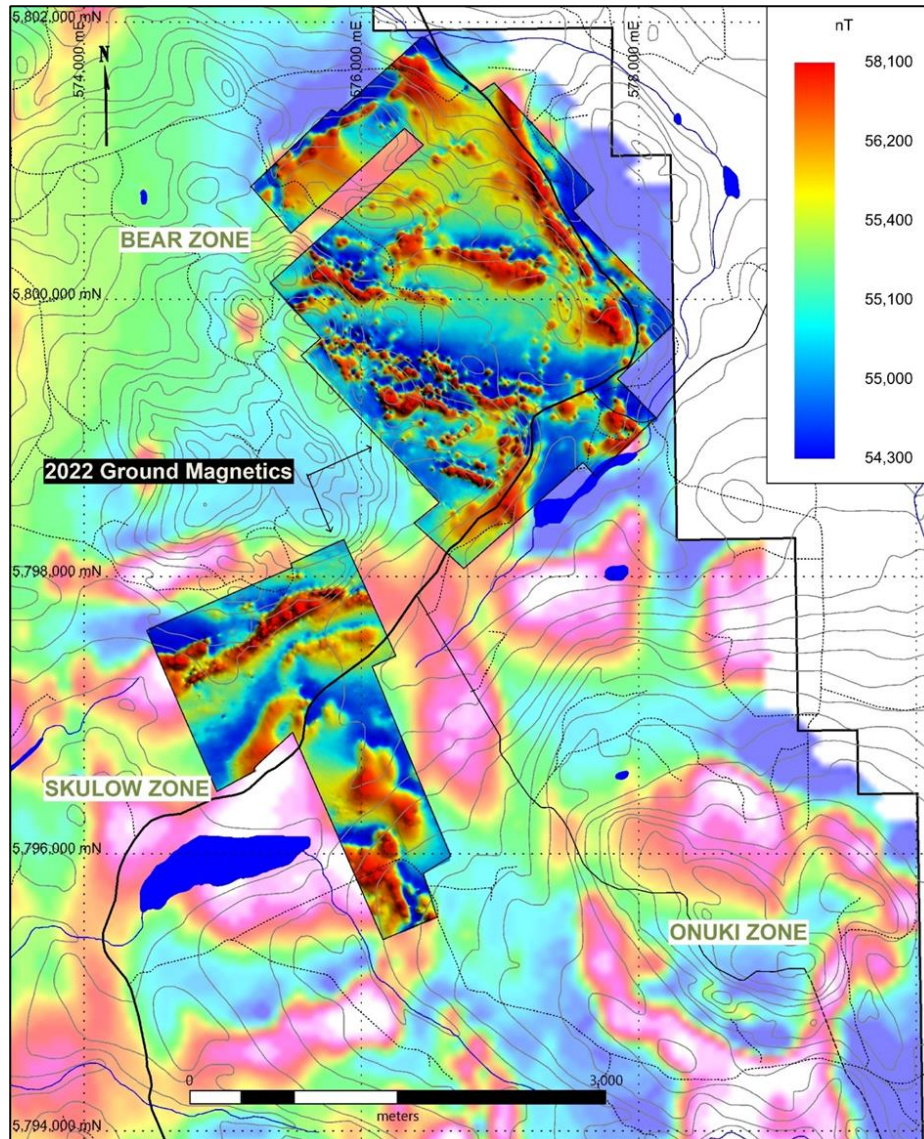 5,802,000 mN
574,000 mE
576,000 mE
578,000 mE
nT
58,100
56,200
55,400
55,100
55,000
54,300
N
BEAR ZONE
5,800,000 mN
2022 Ground Magnetics
5,798,000 mN
SKULOW ZONE
5,796,000 mN
ONUKI ZONE
0
3,000
meters
5,794,000 mN